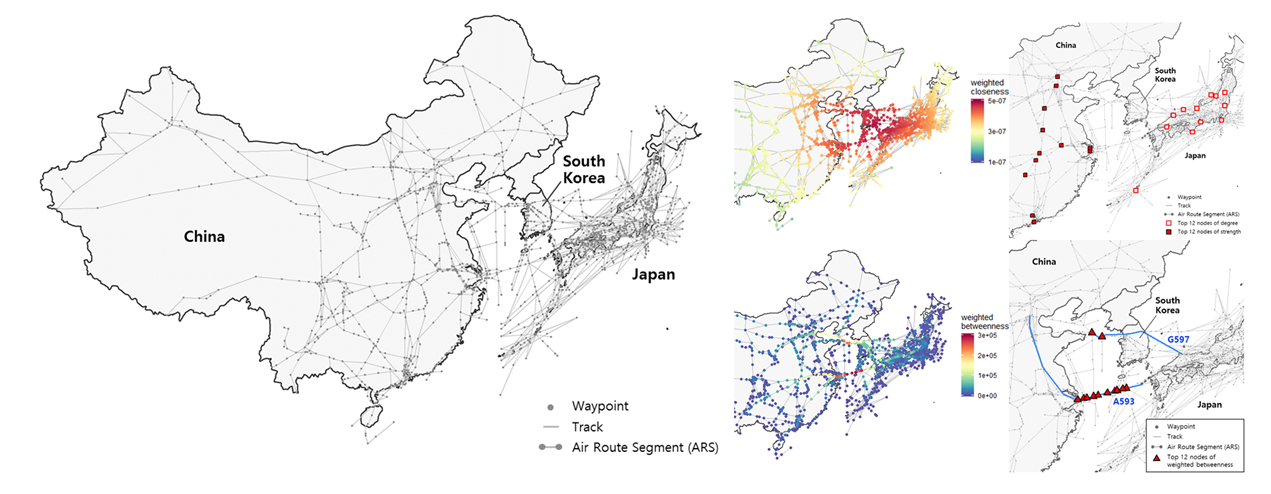 China
South
Korea
Japan
Waypoint
Track
Air Route Segment (ARS)
weighted
closeness
5e-07
3e-07
1e-07
weighted
betweenness
3e+05
2e+05
1e+05
0e+00
China
South
Korea
Japan
Waypoint
Track
Air Route Segment (ARS)
Top 12 nodes of degree
Top 12 nodes of strength
China
South
Korea
G597
A593
Japan
Waypoint
Track
Air Route Segment (ARS)
Top 12 nodes of
weighted betweenness